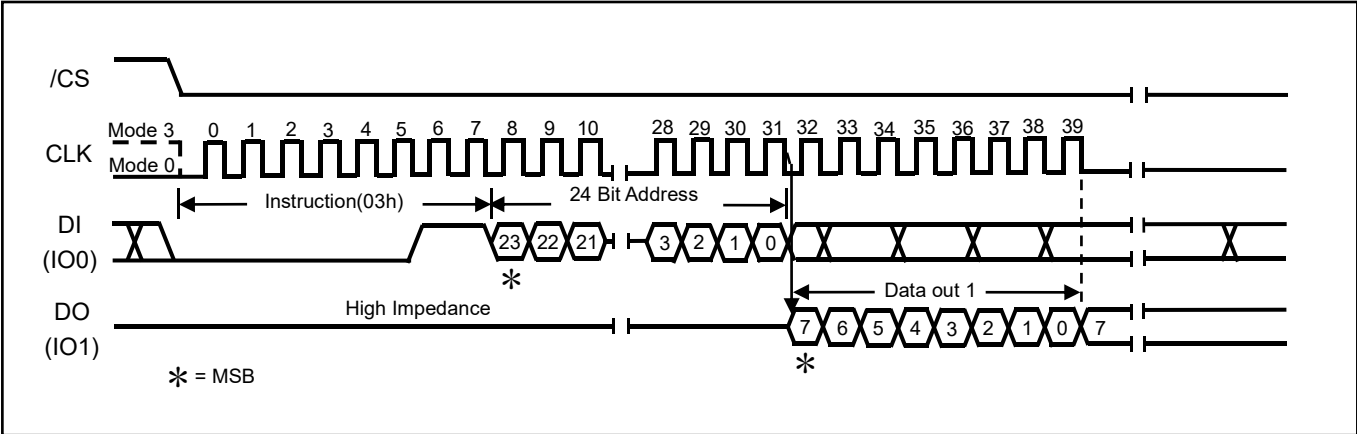 /CS
Mode 3
CLK
Mode 0
0 1 2 3 4 5 6 7 8 9 10 28 29 30 31 32 33 34 35 36 37 38 39
Instruction(03h)
24 Bit Address
DI
(IO0)
23 22 21 3 2 1 0
*
Data out 1
High Impedance
DO
(IO1)
7 6 5 4 3 2 1 0 7
*
* = MSB